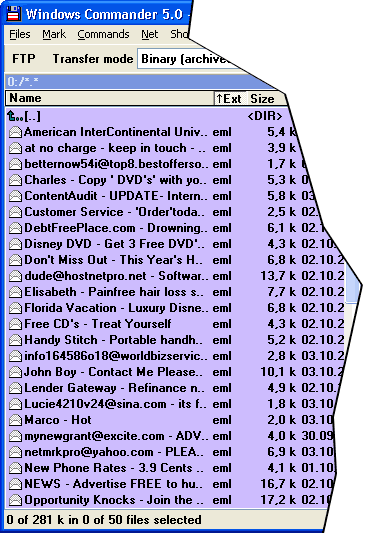 Windows Commander 5.0 -
Files Mark Commands Net Sho
FTP Transfer mode Binary (archive
0:/*.*
Name ↑Ext Size
..[..] <DIR>
American InterContinental Univ.. eml 5,4 k
at no charge - keep in touch - .. eml 3,9 k
betternow54i@top8.bestofferso.. eml 1,7 k
Charles - Copy ' DVD's' with yo.. eml 5,3 k
ContentAudit - UPDATE- Intern.. eml 5,8 k 03
Customer Service - 'Order'toda.. eml 2,5 k 02.
DebtFreePlace.com - Drowning.. eml 6,1 k 02.1
Disney DVD - Get 3 Free DVD'.. eml 4,3 k 02.10
Don't Miss Out - This Year's H.. eml 6,8 k 02.10.2
dude@hostnetpro.net - Softwar.. eml 13,7 k 02.10.2
Elisabeth - Painfree hair loss s.. eml 7,7 k 02.10.2
Florida Vacation - Luxury Disne.. eml 6,8 k 02.10.2
Free CD's - Treat Yourself eml 4,3 k 02.10.2
Handy Stitch - Portable handh.. eml 5,2 k 02.10.2
info164586o18@worldbizservic.. eml 2,8 k 03.10.2
John Boy - Contact Me Please.. eml 10,1 k 03.10.2
Lender Gateway - Refinance n.. eml 4,9 k 02.10.
Lucie4210v24@sina.com - its f.. eml 1,8 k 03.10
Marco - Hot eml 2,0 k 03.10
mynewgrant@excite.com - ADV.. eml 4,0 k 30.09
netmrkpro@yahoo.com - PLEA.. eml 6,9 k 03.10
New Phone Rates - 3.9 Cents .. eml 4,1 k 01.10
NEWS - Advertise FREE to hu.. eml 16,7 k 02.10
Opportunity Knocks - Join the .. eml 17,2 k 02.10
0 of 281 k in 0 of 50 files selected